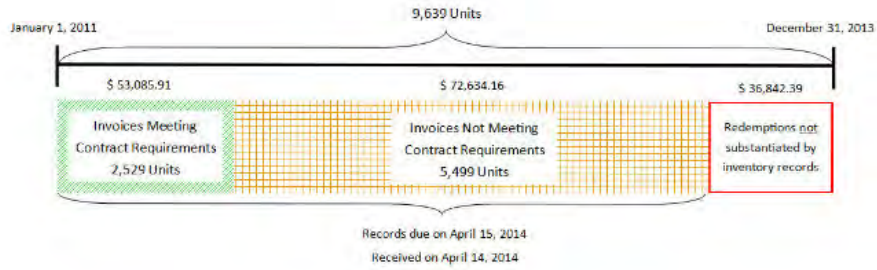 9,639 Units
January 1, 2011
December 31, 2013
$ 53,085.91
$ 72,634.16
$ 36,842.39
Invoices Meeting
Contract Requirements
2,529 Units
Invoices Not Meeting
Contract Requirements
5,499 Units
Redemptions not
substantiated by
inventory records
Records due on April 15, 2014
Received on April 14, 2014